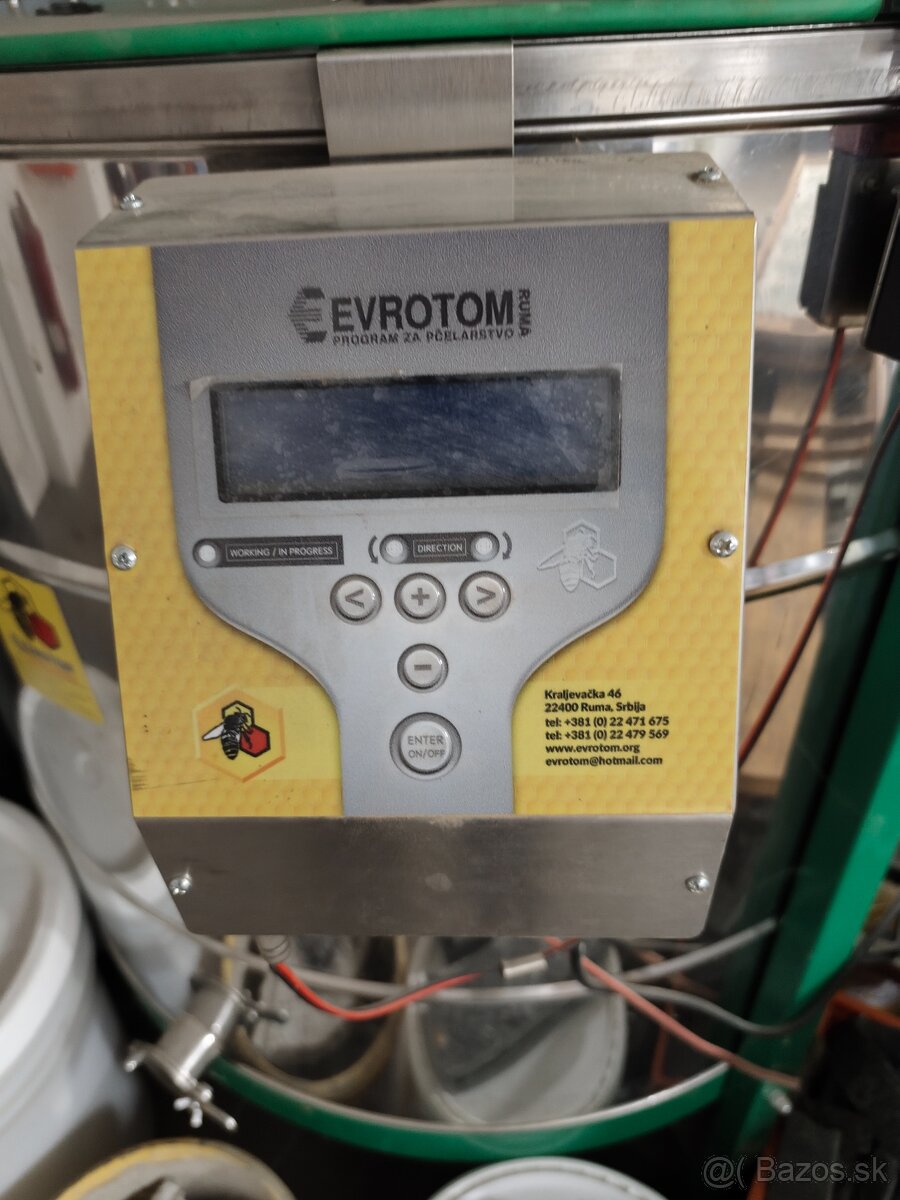 EVROTOM RUMA
PROGRAM ZA PČELARSTVO
WORKING / IN PROGRESS
DIRECTION
< + >
−
ENTER
ON/OFF
Kraljevačka 46
22400 Ruma, Srbija
tel: +381 (0) 22 471 675
tel: +381 (0) 22 479 569
www.evrotom.org
evrotom@hotmail.com
@( Bazos.sk